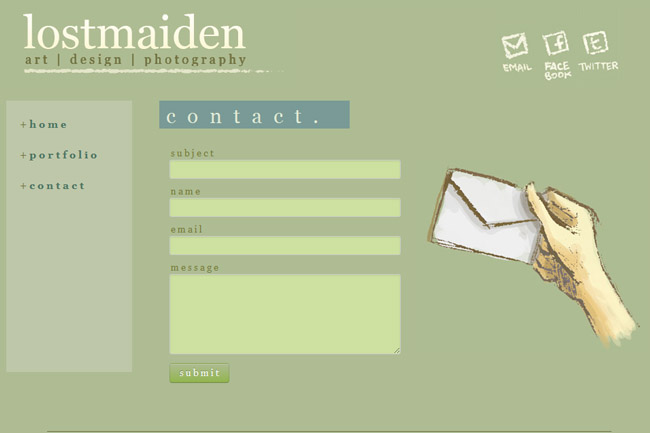 lostmaiden
art | design | photography
EMAIL
FACE
BOOK
TWITTER
+home
+portfolio
+contact
contact.
subject
name
email
message
submit